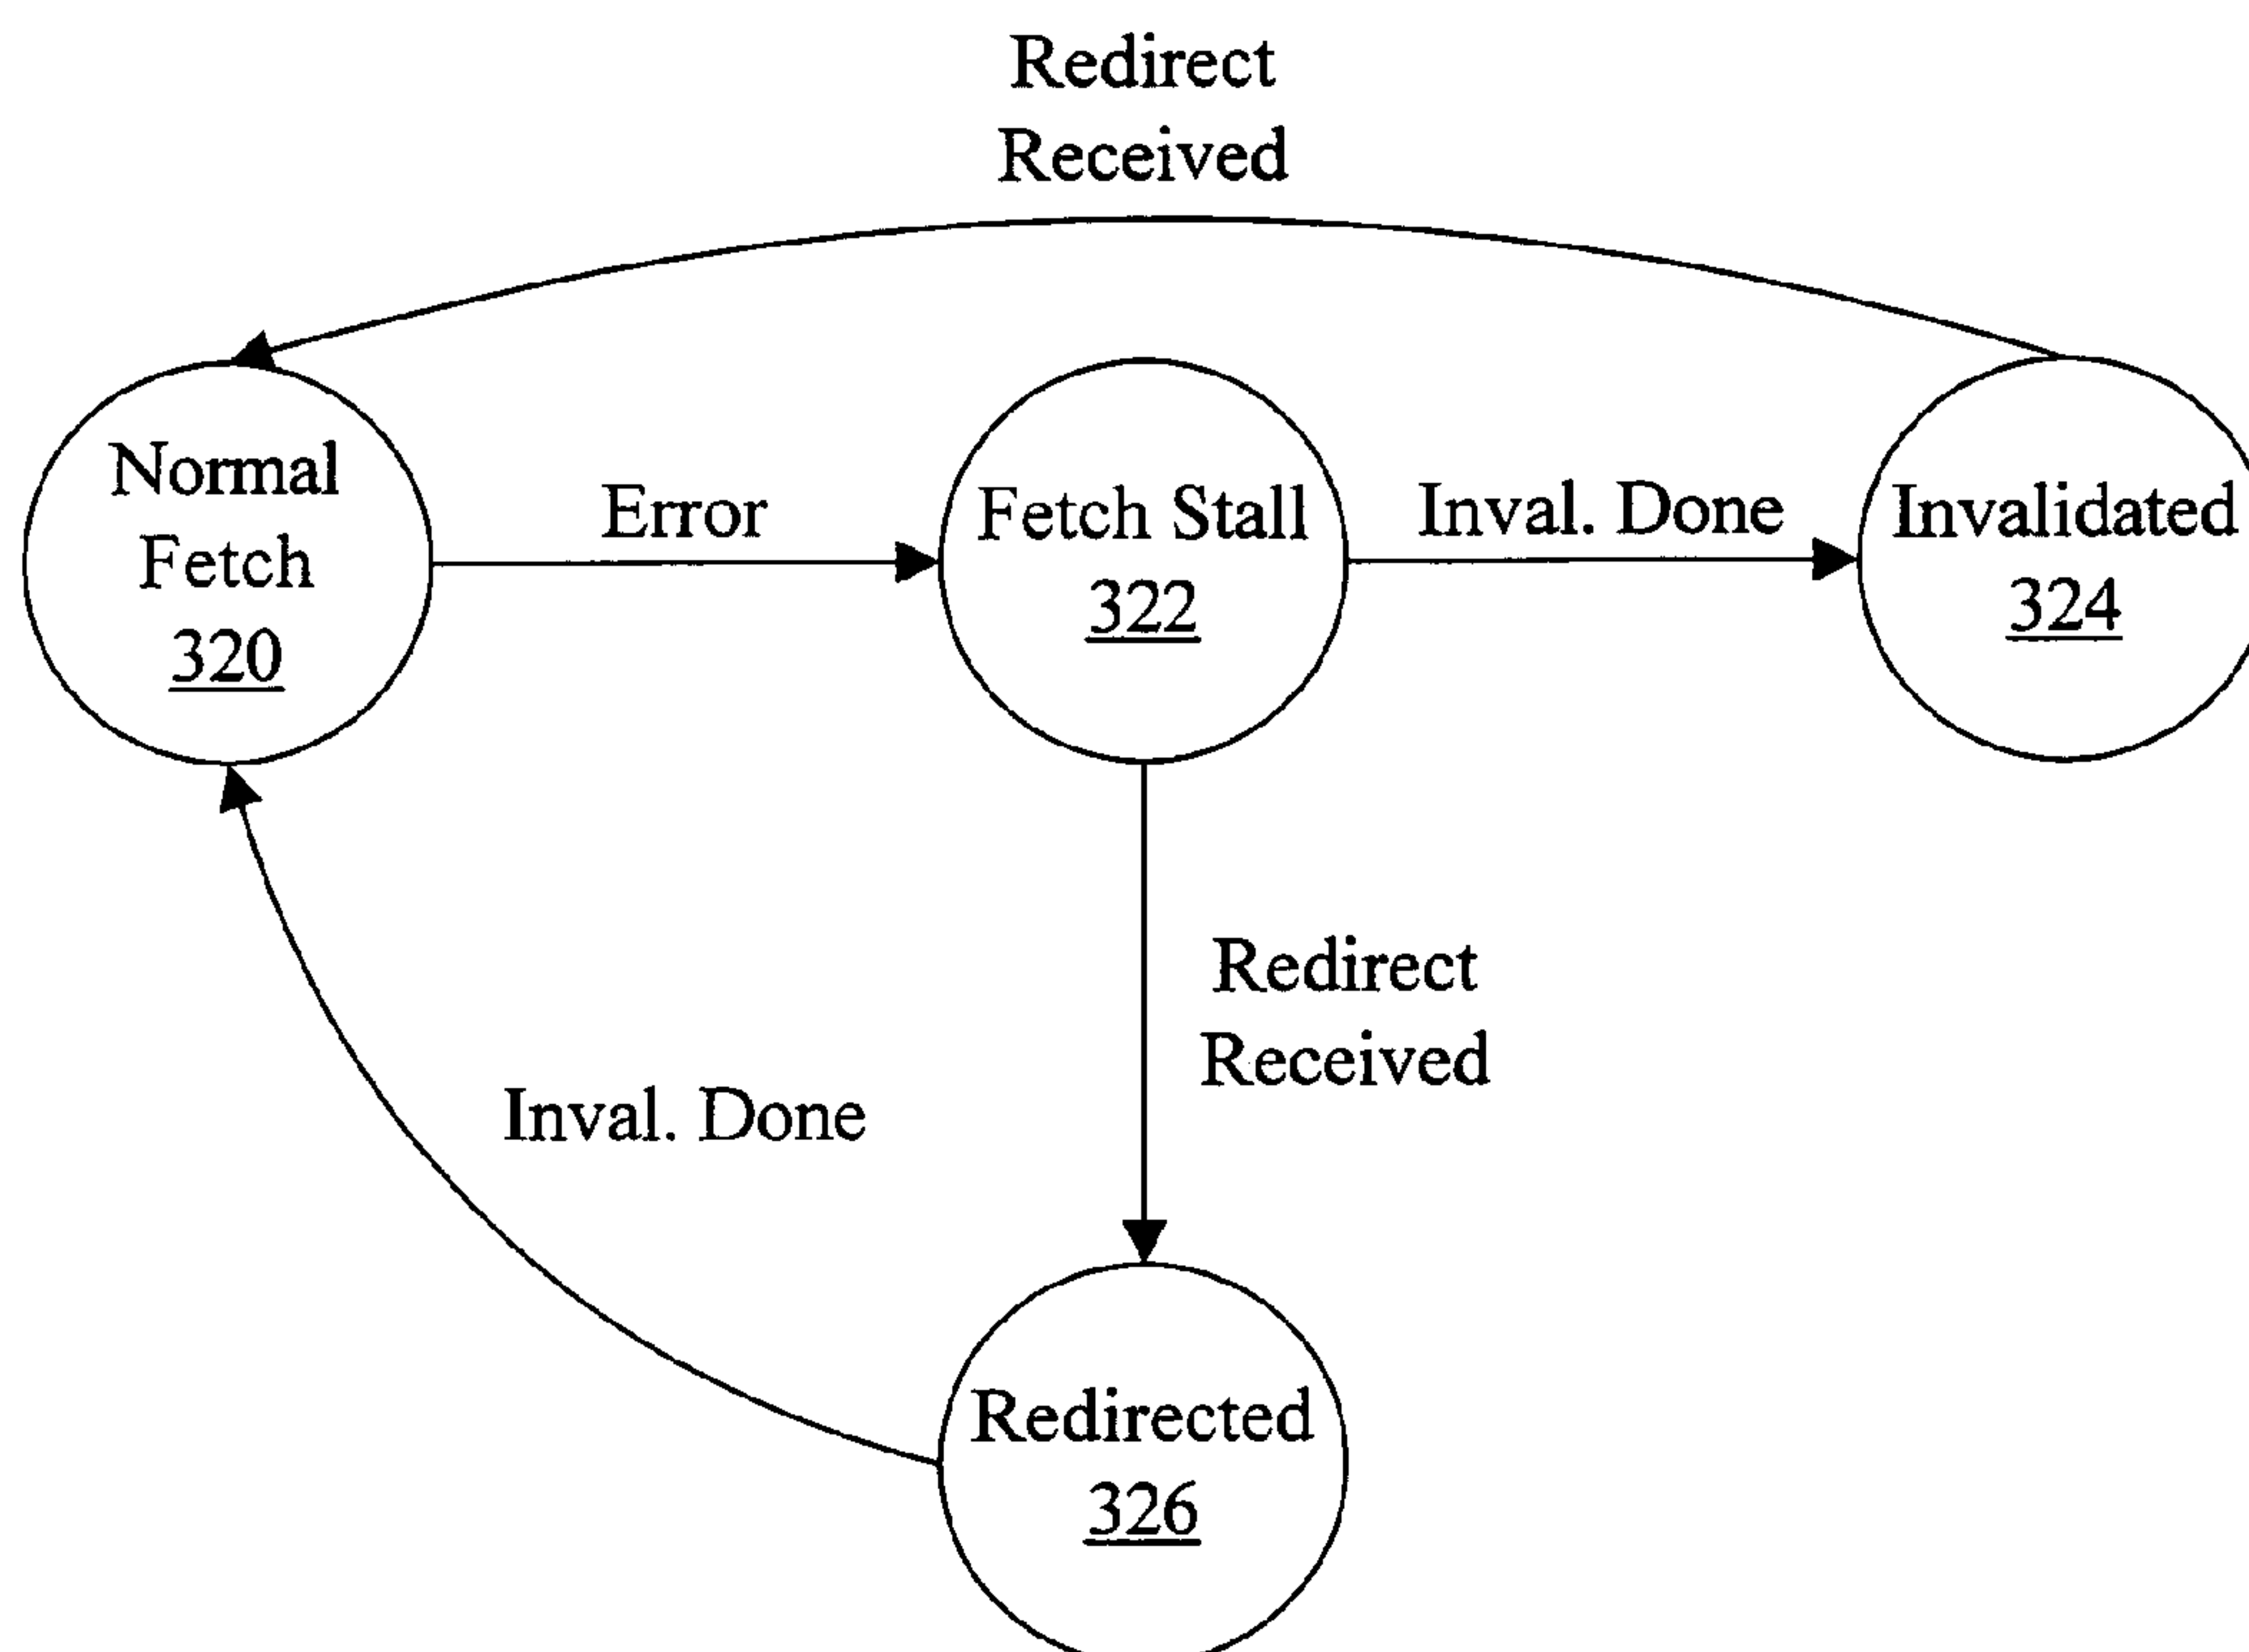 Redirect
Received
Normal
Fetch
320
Error
Fetch Stall
322
Inval. Done
Invalidated
324
Redirect
Received
Inval. Done
Redirected
326